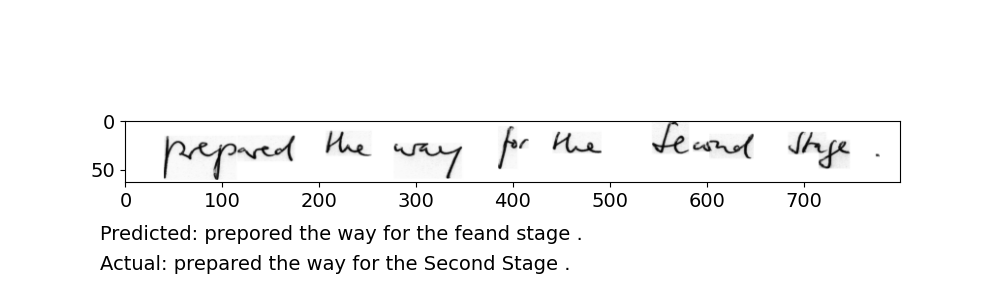 0
prepared the way for the Second Stage .
50
0 100 200 300 400 500 600 700
Predicted: prepored the way for the feand stage .
Actual: prepared the way for the Second Stage .